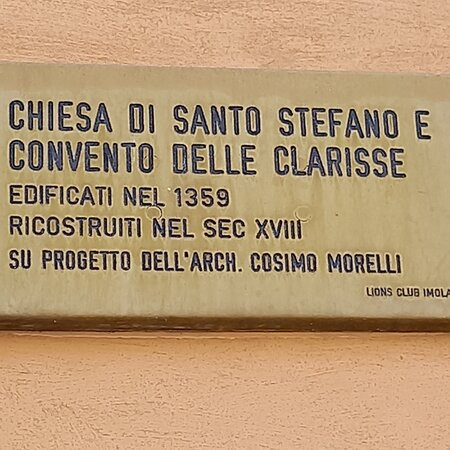 CHIESA DI SANTO STEFANO E
CONVENTO DELLE CLARISSE
EDIFICATI NEL 1359
RICOSTRUITI NEL SEC XVIII
SU PROGETTO DELL'ARCH. COSIMO MORELLI
LIONS CLUB IMOLA